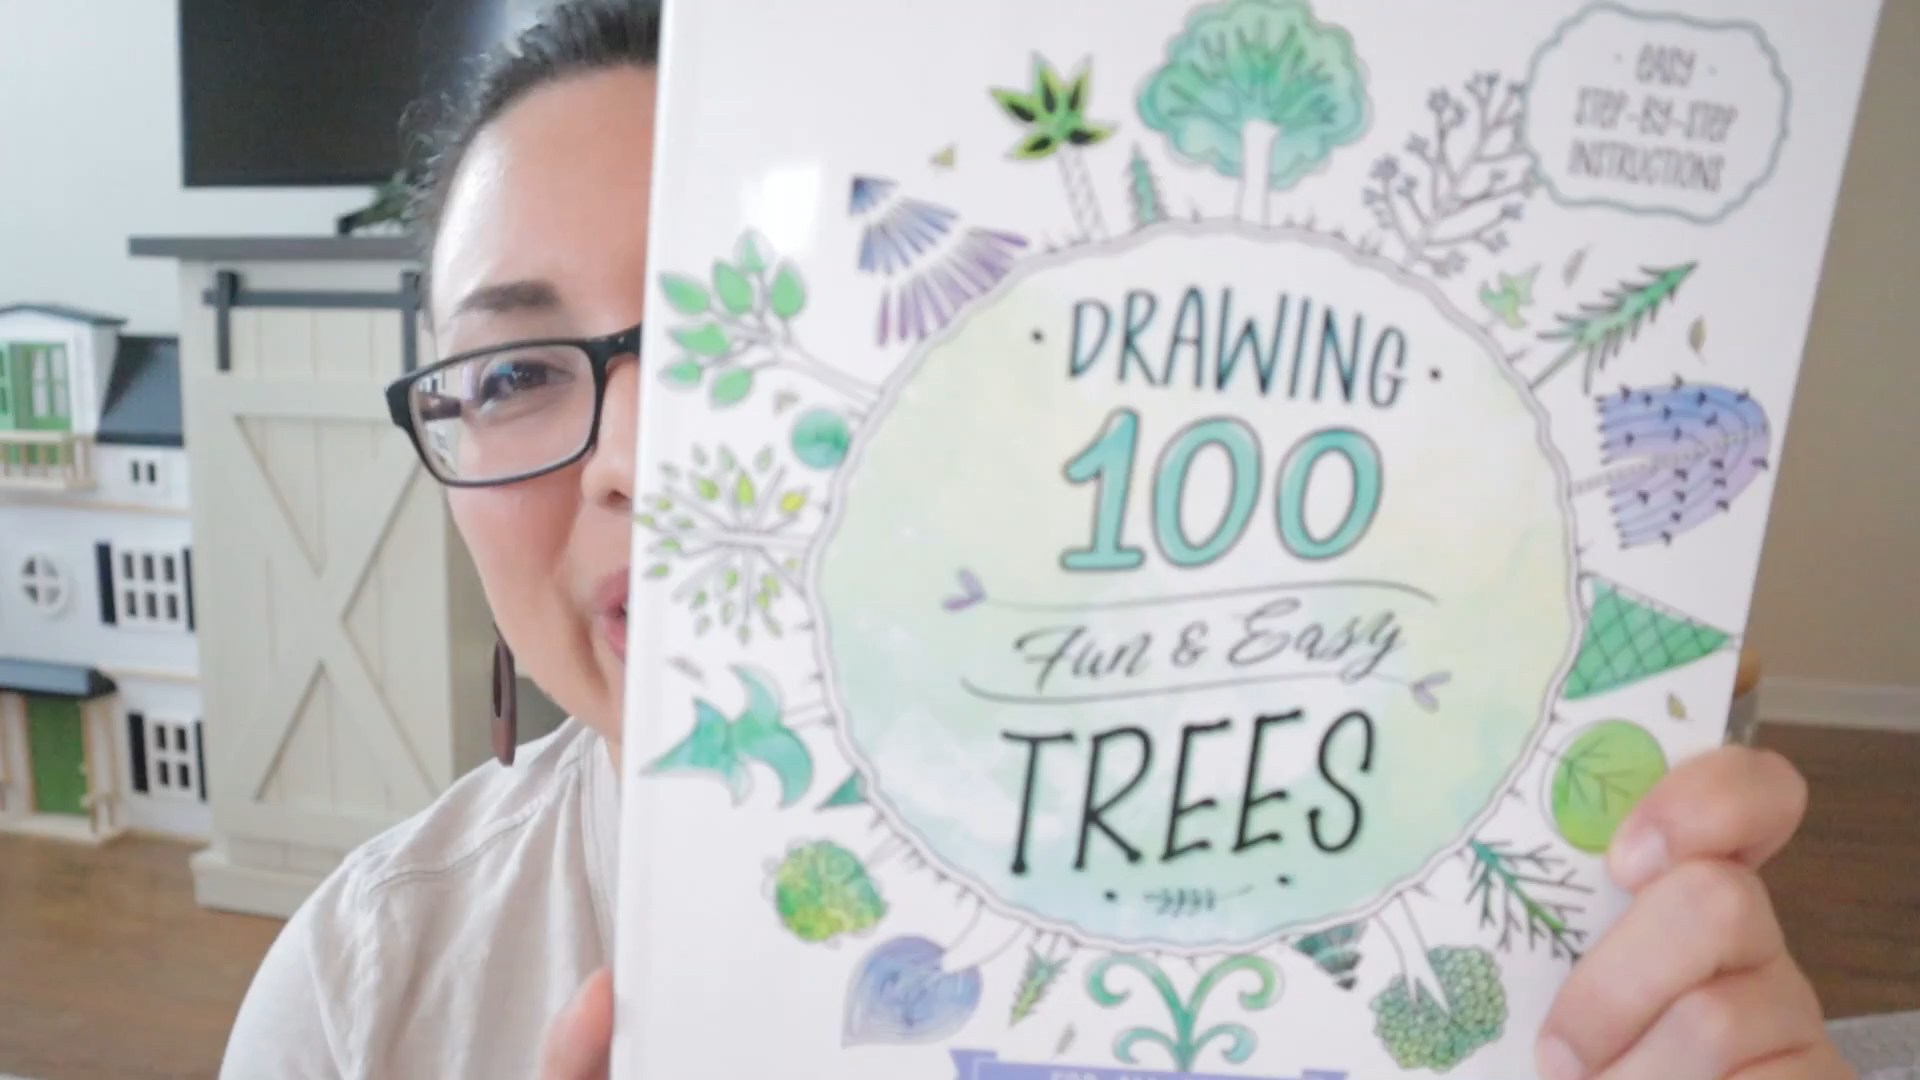 · EASY ·
STEP-BY-STEP
INSTRUCTIONS
· DRAWING ·
100
Fun & Easy
TREES